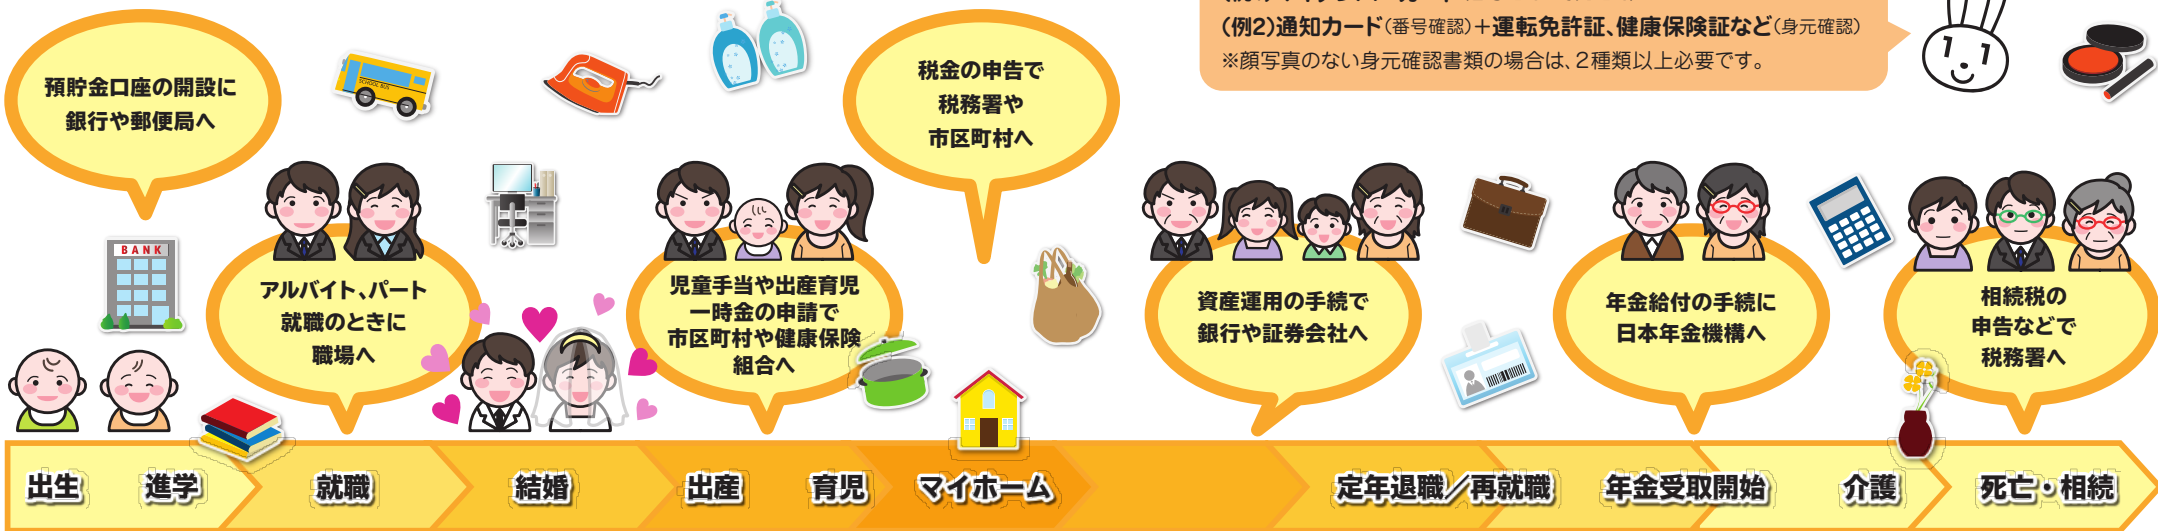 (例2)通知カード(番号確認)+運転免許証、健康保険証など(身元確認)
※顔写真のない身元確認書類の場合は、2種類以上必要です。
預貯金口座の開設に
銀行や郵便局へ
税金の申告で
税務署や
市区町村へ
SCHOOL BUS
BANK
アルバイト、パート
就職のときに
職場へ
児童手当や出産育児
一時金の申請で
市区町村や健康保険
組合へ
資産運用の手続で
銀行や証券会社へ
年金給付の手続に
日本年金機構へ
相続税の
申告などで
税務署へ
出生
進学
就職
結婚
出産
育児
マイホーム
定年退職／再就職
年金受取開始
介護
死亡・相続